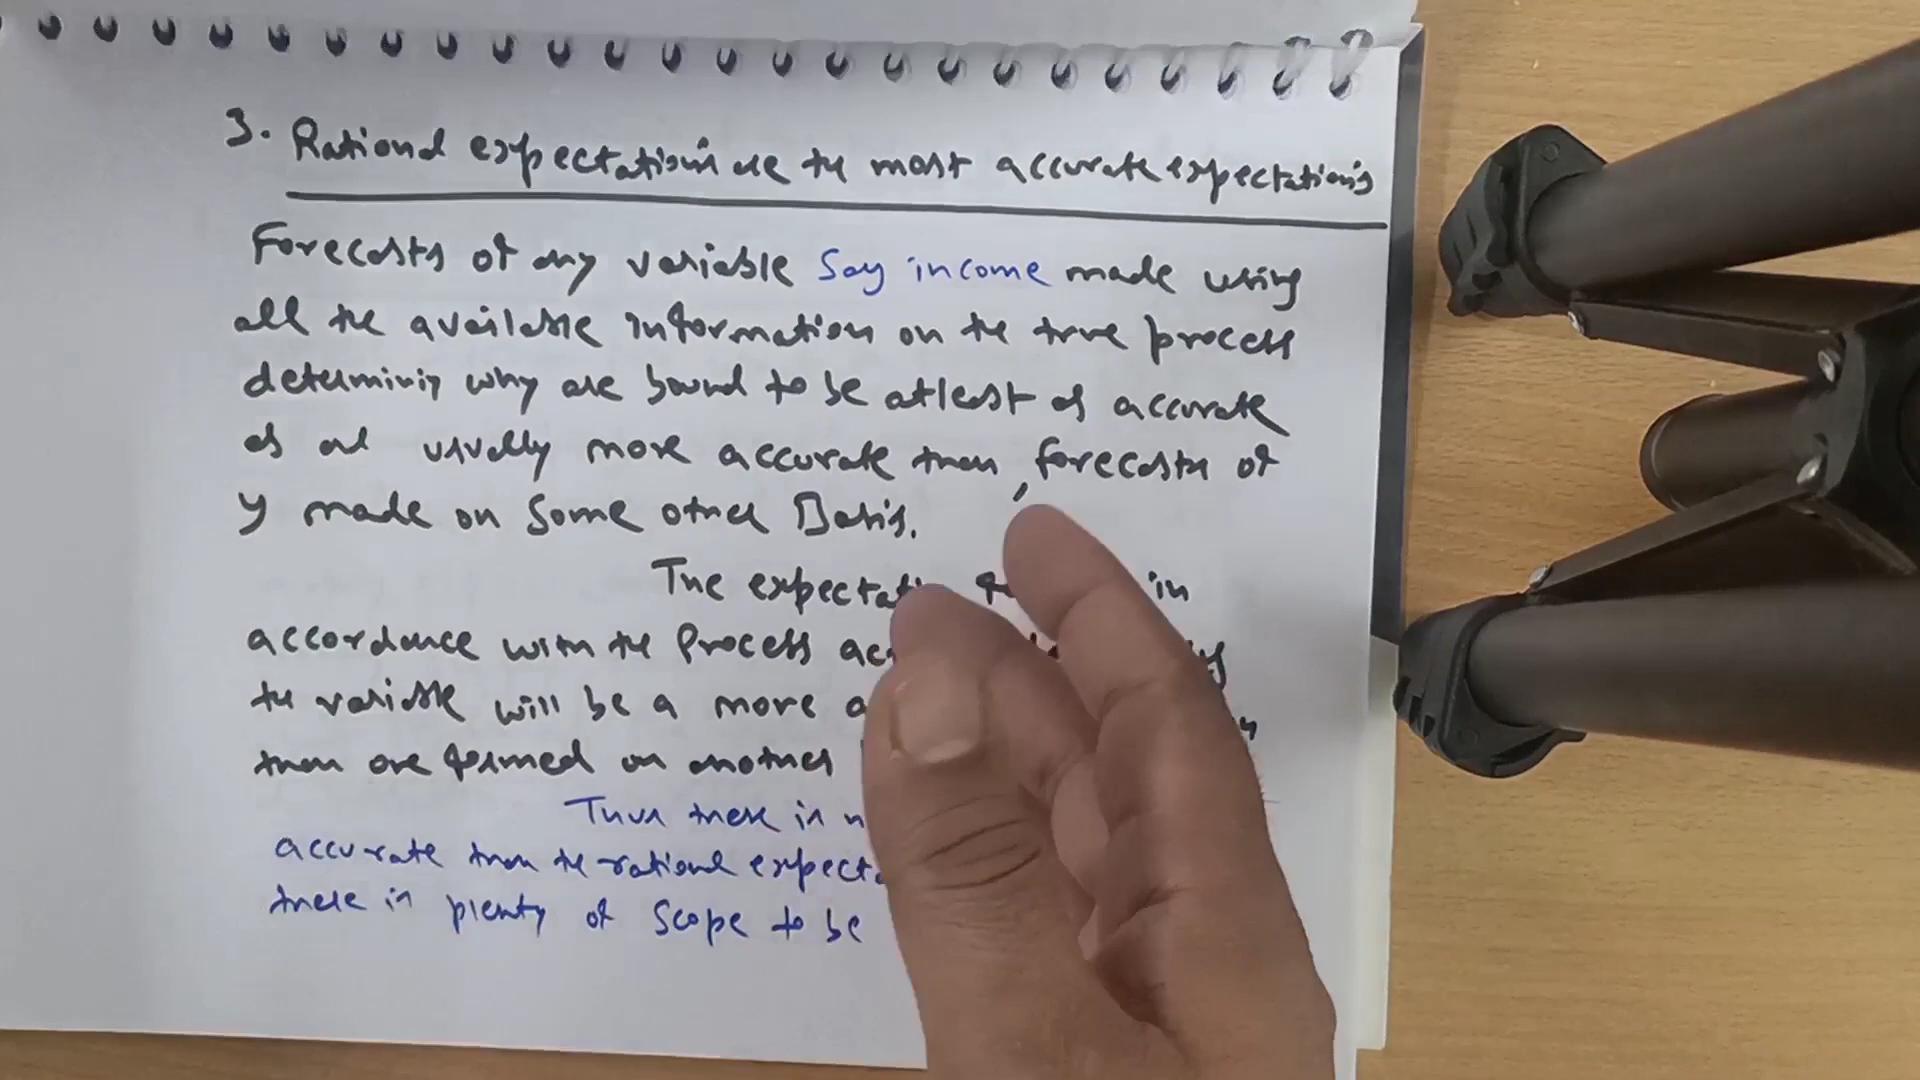 3. Rational expectations are the most accurate expectations
Forecasts of any variable say income made using
all the available information on the true process
determining why are bound to be atleast as accurate
as and usually more accurate than forecasts of
y made on some other Basis.
The expectation in
accordance with the process
the variable will be a more
than one formed on another
Thus there is
accurate than the rational
there is plenty of scope to be